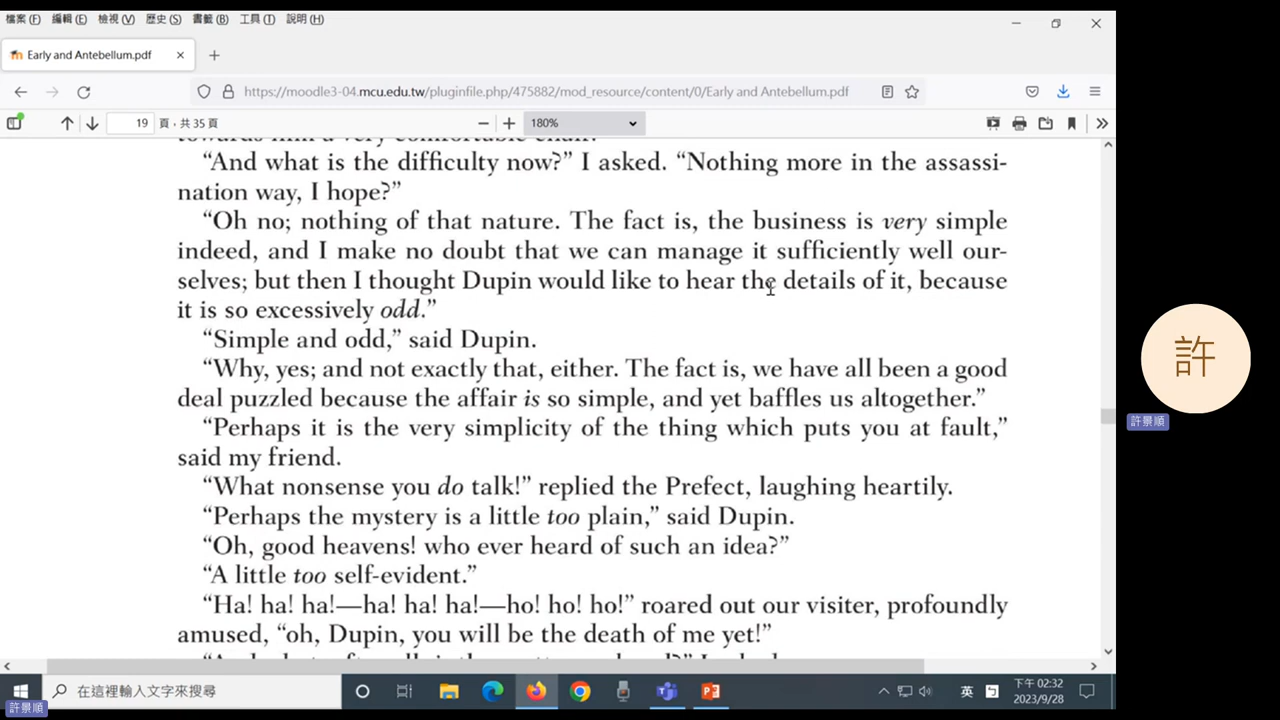 檔案(F) 編輯(E) 檢視(V) 歷史(S) 書籤(B) 工具(T) 說明(H)
Early and Antebellum.pdf
https://moodle3-04.mcu.edu.tw/pluginfile.php/475882/mod_resource/content/0/Early and Antebellum.pdf
19 頁，共 35 頁 180%
towards him a very comfortable chair.
“And what is the difficulty now?” I asked. “Nothing more in the assassi-
nation way, I hope?”
“Oh no; nothing of that nature. The fact is, the business is very simple
indeed, and I make no doubt that we can manage it sufficiently well our-
selves; but then I thought Dupin would like to hear the details of it, because
it is so excessively odd.”
“Simple and odd,” said Dupin.
“Why, yes; and not exactly that, either. The fact is, we have all been a good
deal puzzled because the affair is so simple, and yet baffles us altogether.”
“Perhaps it is the very simplicity of the thing which puts you at fault,”
said my friend.
“What nonsense you do talk!” replied the Prefect, laughing heartily.
“Perhaps the mystery is a little too plain,” said Dupin.
“Oh, good heavens! who ever heard of such an idea?”
“A little too self-evident.”
“Ha! ha! ha!—ha! ha! ha!—ho! ho! ho!” roared out our visiter, profoundly
amused, “oh, Dupin, you will be the death of me yet!”
許
許景順
在這裡輸入文字來搜尋
英
下午 02:32
2023/9/28
許景順